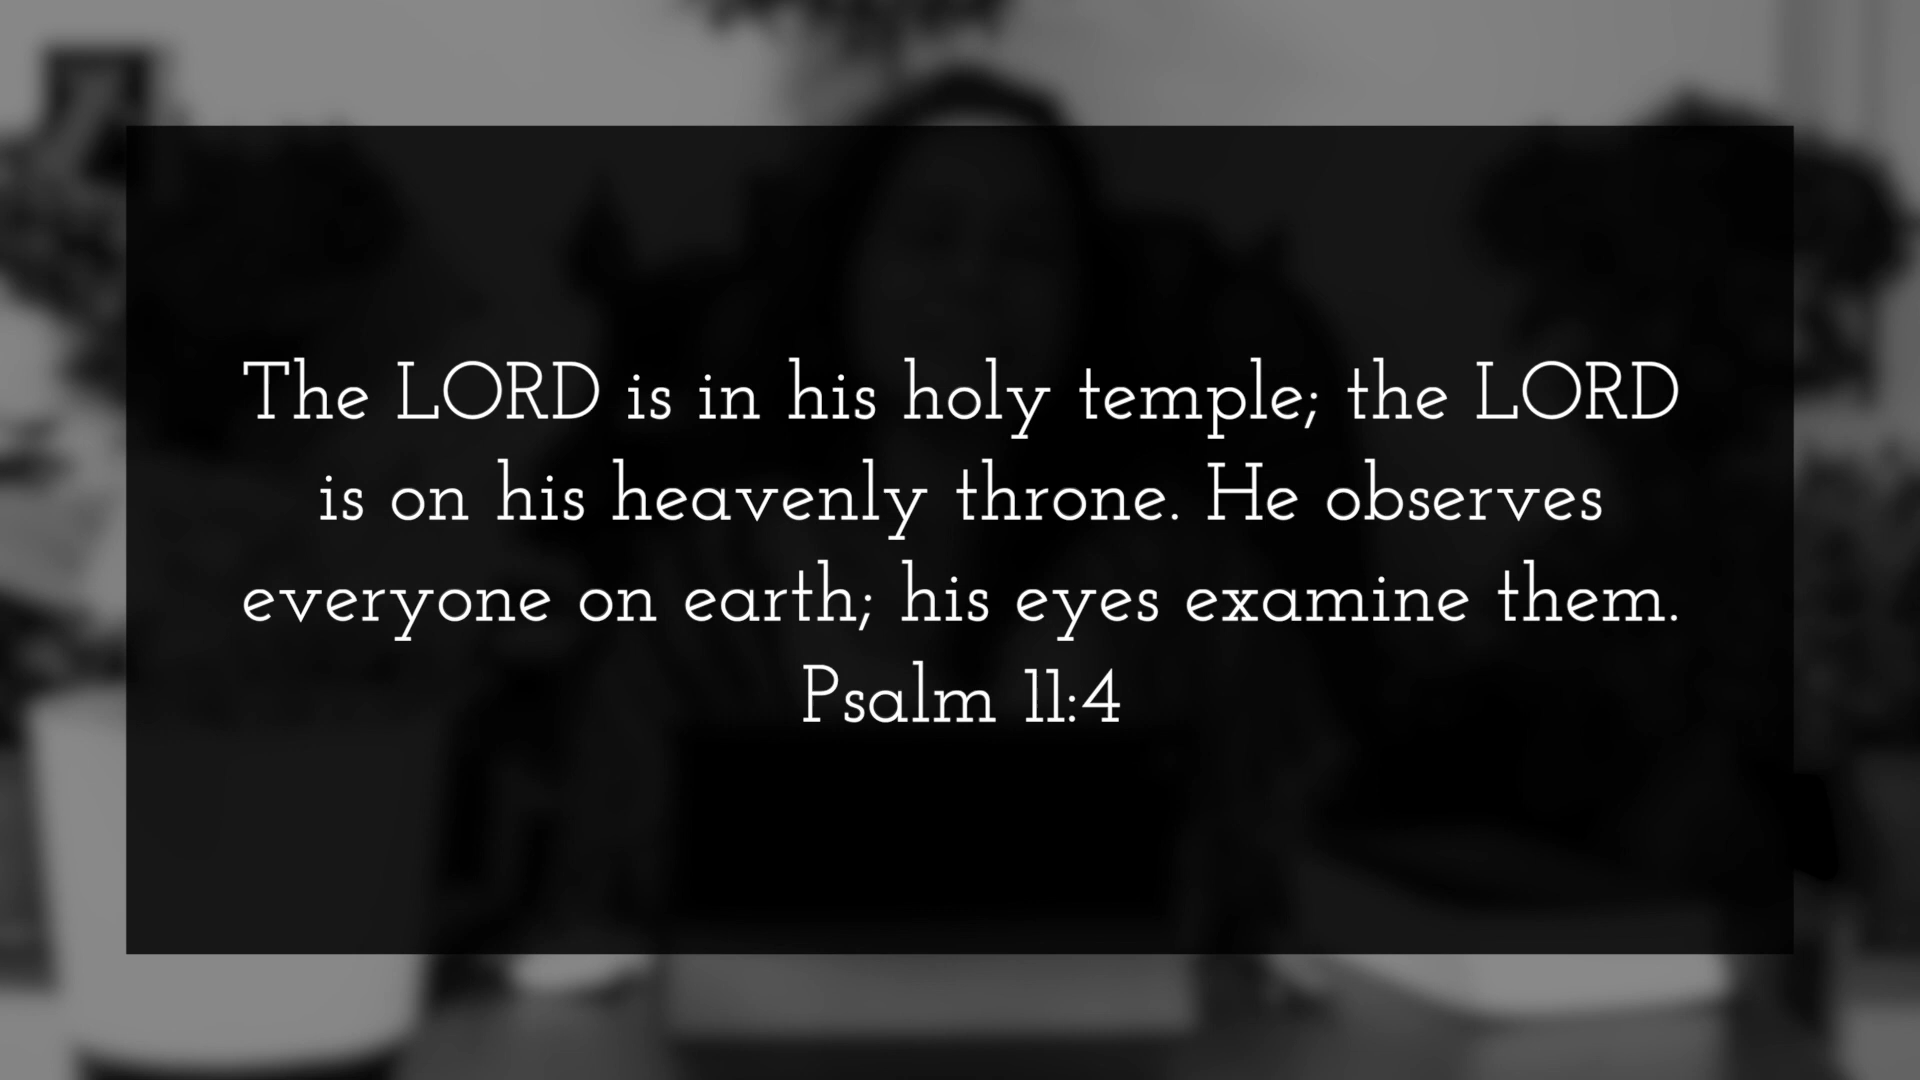 The LORD is in his holy temple; the LORD
is on his heavenly throne. He observes
everyone on earth; his eyes examine them.
Psalm 11:4